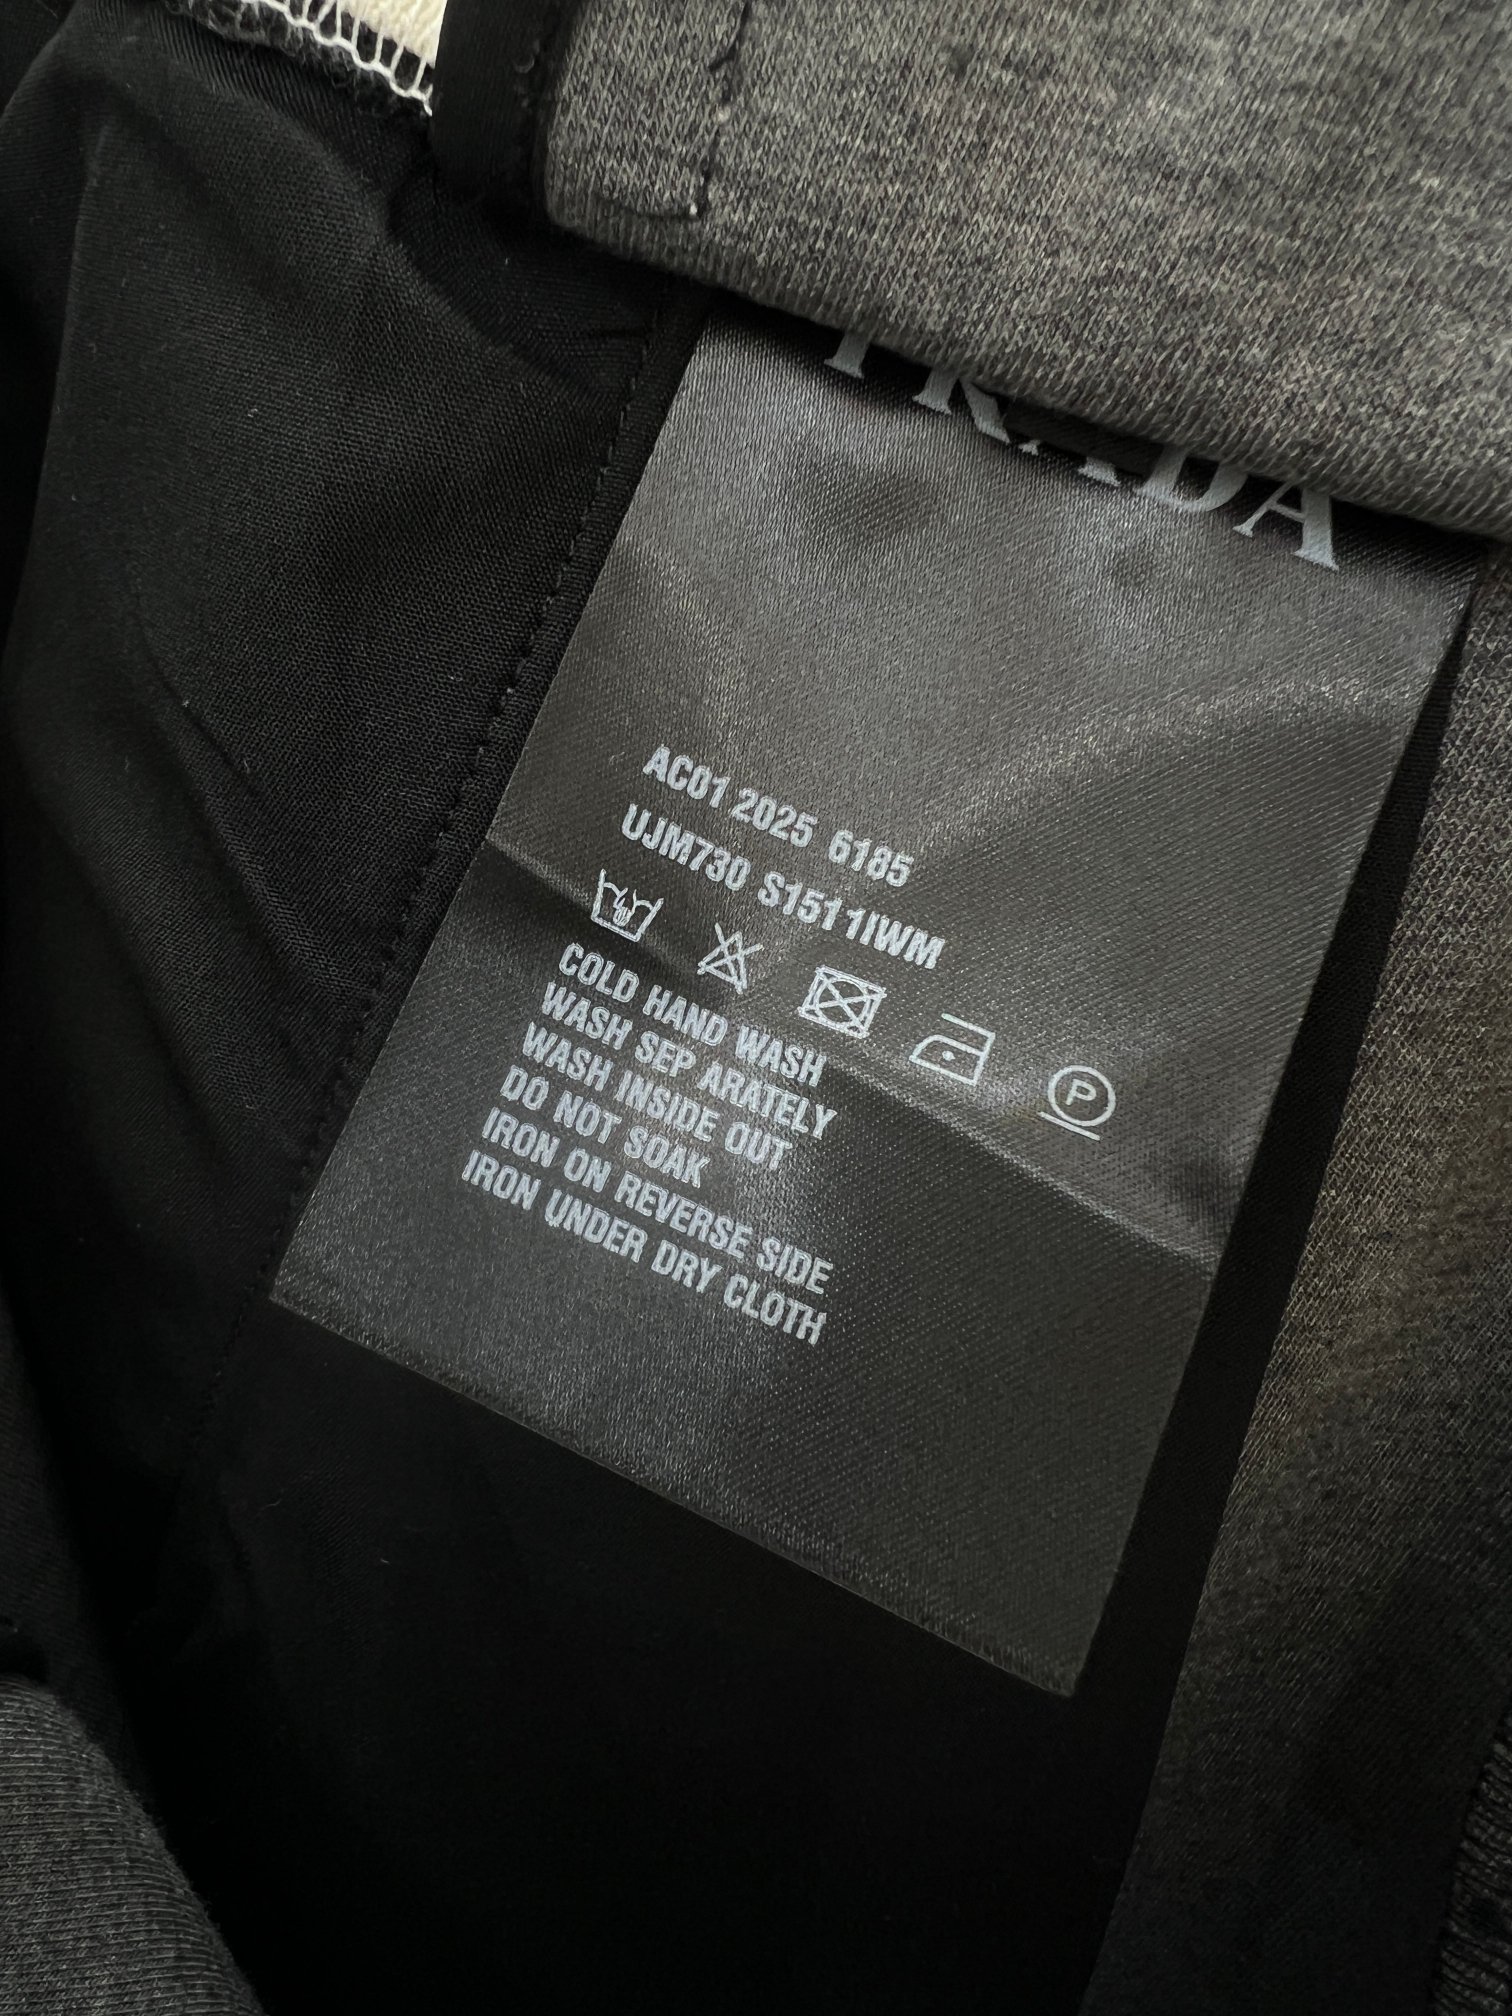 PRADA
AC01 2025 6185
UJM730 S151 1IWM
P
COLD HAND WASH
WASH SEP ARATELY
WASH INSIDE OUT
DO NOT SOAK
IRON ON REVERSE SIDE
IRON UNDER DRY CLOTH